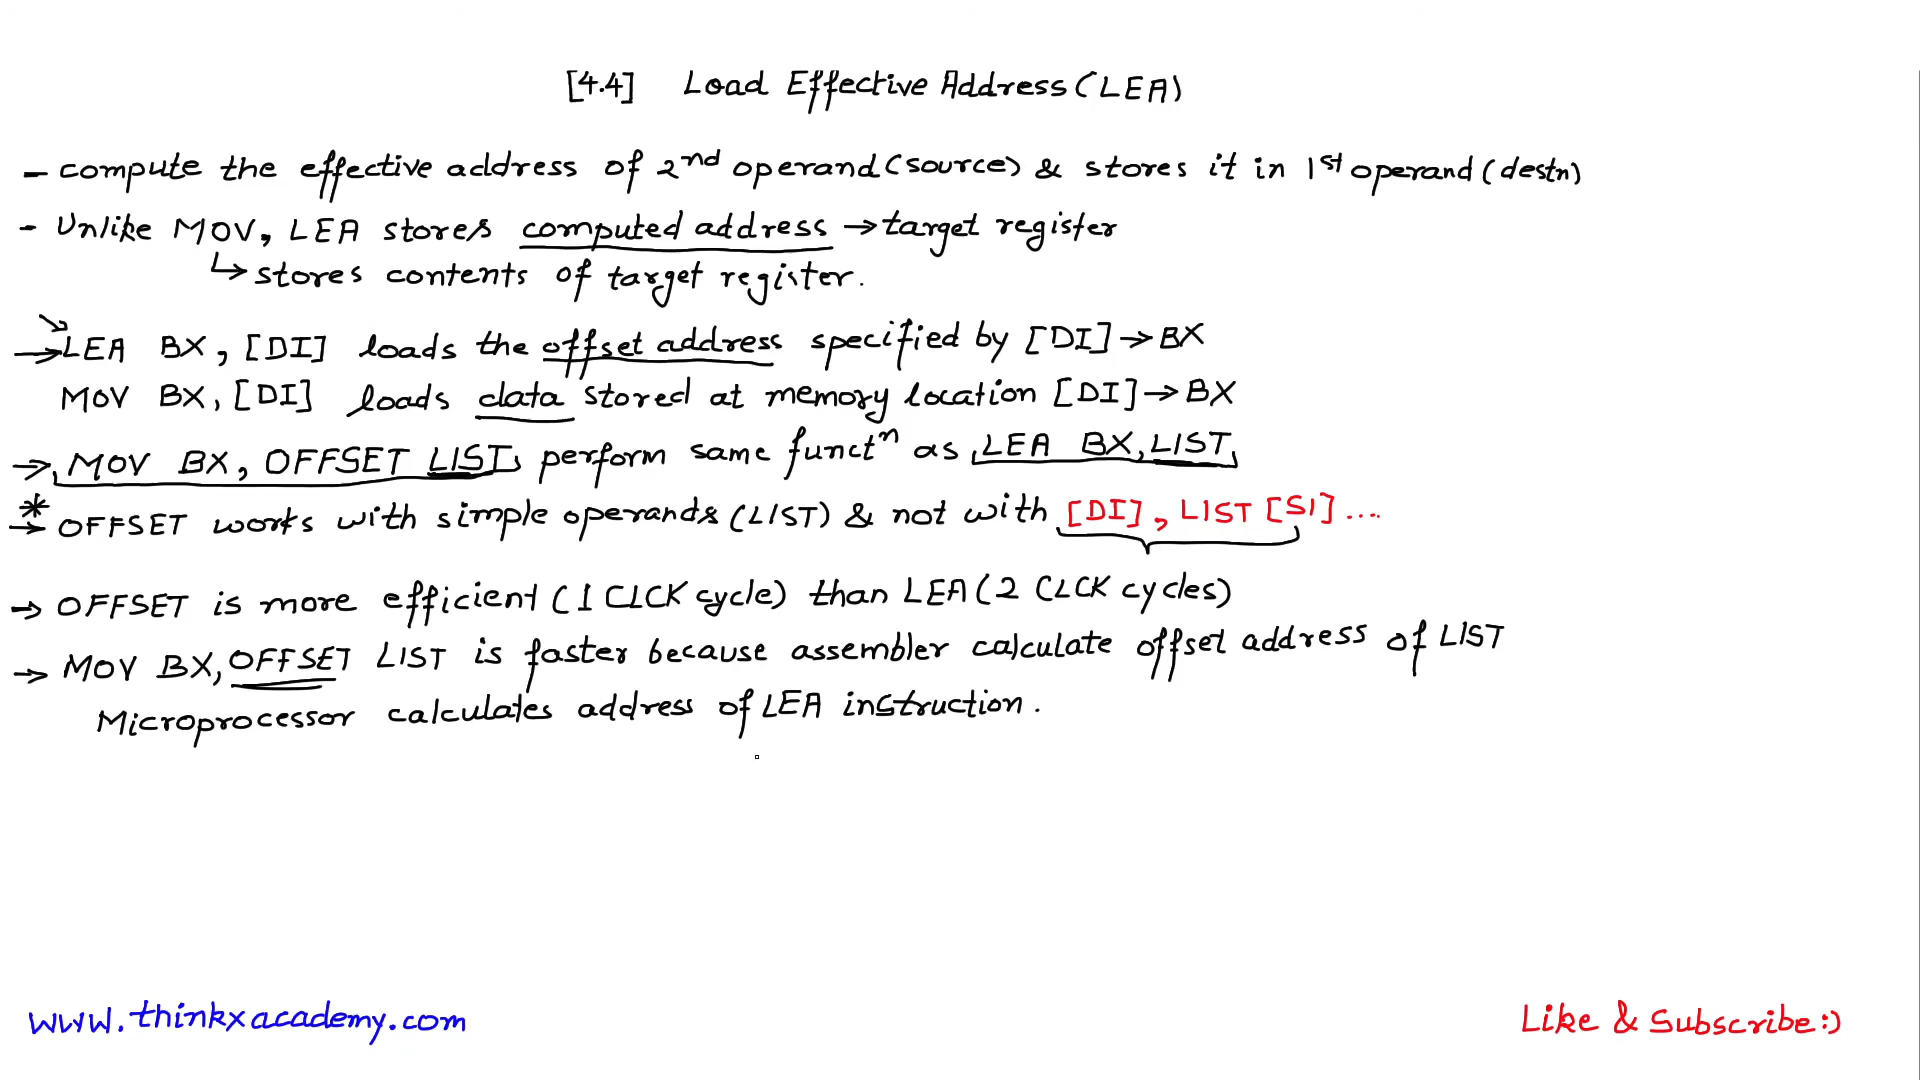 [4.4] Load Effective Address (LEA)
- compute the effective address of 2nd operand (source) & stores it in 1st operand (destn)
- Unlike MOV, LEA stores computed address → target register
↳ stores contents of target register.
→ LEA BX, [DI] loads the offset address specified by [DI] → BX
MOV BX, [DI] loads data stored at memory location [DI] → BX
→ MOV BX, OFFSET LIST perform same functn as LEA BX, LIST
*→ OFFSET works with simple operands (LIST) & not with [DI], LIST [SI] ....
→ OFFSET is more efficient (1 CLCK cycle) than LEA (2 CLCK cycles)
→ MOV BX, OFFSET LIST is faster because assembler calculate offset address of LIST
Microprocessor calculates address of LEA instruction.
www.thinkxacademy.com
Like & Subscribe:)